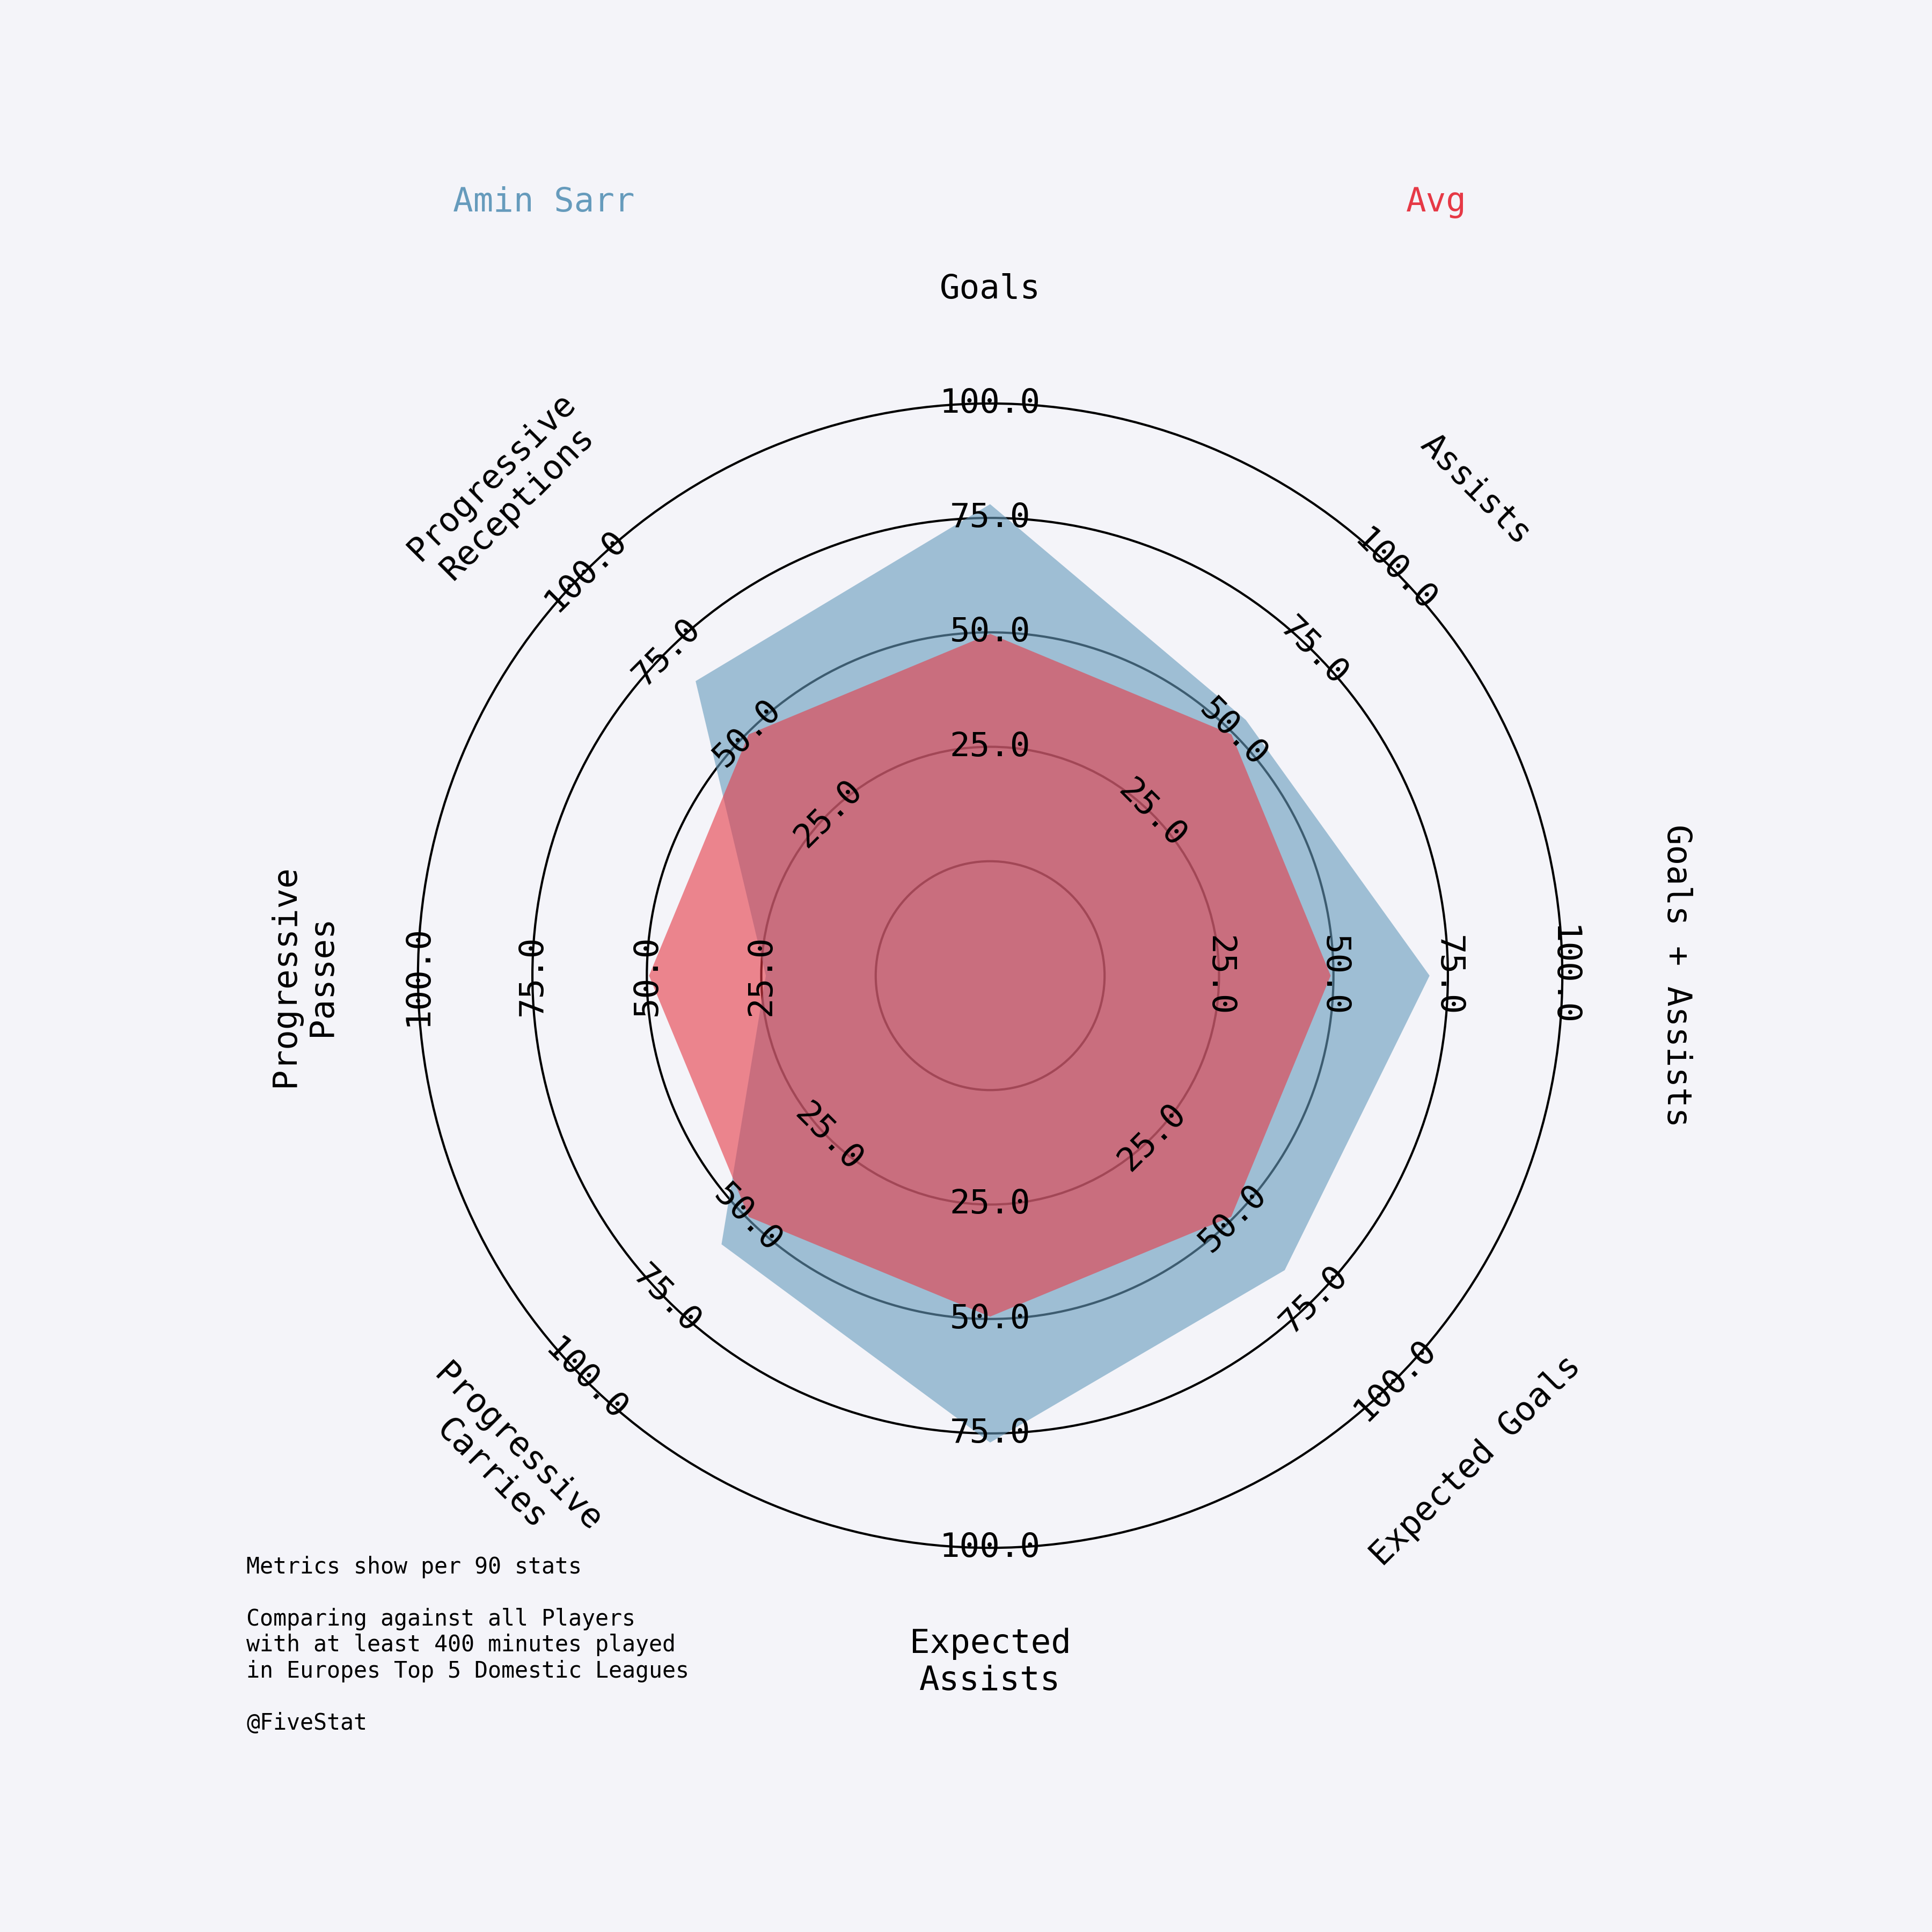 Amin Sarr
Avg
Goals
Assists
Goals + Assists
Expected Goals
Expected
Assists
Progressive
Carries
Progressive
Passes
Progressive
Receptions
25.0
50.0
75.0
100.0
25.0
50.0
75.0
100.0
25.0
50.0
75.0
100.0
25.0
50.0
75.0
100.0
25.0
50.0
75.0
100.0
25.0
50.0
75.0
100.0
25.0
50.0
75.0
100.0
25.0
50.0
75.0
100.0
Metrics show per 90 stats
Comparing against all Players
with at least 400 minutes played
in Europes Top 5 Domestic Leagues
@FiveStat